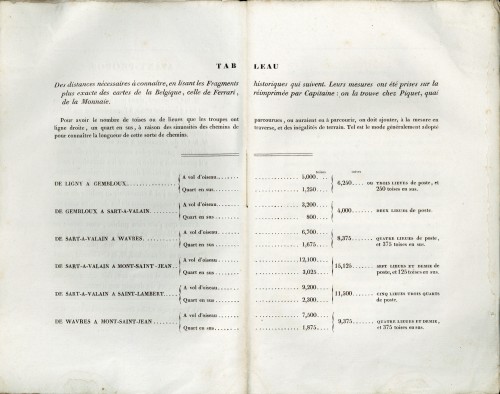 TABLEAU
Des distances nécessaires à connaître, en lisant les Fragments historiques qui suivent. Leurs mesures ont été prises sur la
plus exacte des cartes de la Belgique, celle de Ferrari, réimprimée par Capitaine : on la trouve chez Piquet, quai
de la Monnaie.
Pour avoir le nombre de toises ou de lieues que les troupes ont parcourues, on auraient eu à parcourir, on doit ajouter, à la mesure en
ligne droite, un quart en sus, à raison des sinuosités des chemins de traverse, et des inégalités de terrain. Tel est le mode généralement adopté
pour connaître la longueur de cette sorte de chemins.
toises. toises.
DE LIGNY A GEMBLOUX. { A vol d'oiseau 5,000
Quart en sus 1,250 } 6,250 ou TROIS LIEUES de poste, et
250 toises en sus.
DE GEMBLOUX A SART-A-VALAIN. { A vol d'oiseau 3,200
Quart en sus 800 } 4,000 DEUX LIEUES de poste.
DE SART-A-VALAIN A WAVRES. { A vol d'oiseau 6,700
Quart en sus 1,675 } 8,375 QUATRE LIEUES de poste,
et 375 toises en sus.
DE SART-A-VALAIN A MONT-SAINT-JEAN { A vol d'oiseau 12,100
Quart en sus 3,025 } 15,125 SEPT LIEUES ET DEMIE de
poste, et 125 toises en sus.
DE SART-A-VALAIN A SAINT-LAMBERT { A vol d'oiseau 9,200
Quart en sus 2,300 } 11,500 CINQ LIEUES TROIS QUARTS
de poste.
DE WAVRES A MONT-SAINT-JEAN { A vol d'oiseau 7,500
Quart en sus 1,875 } 9,375 QUATRE LIEUES ET DEMIE,
et 375 toises en sus.